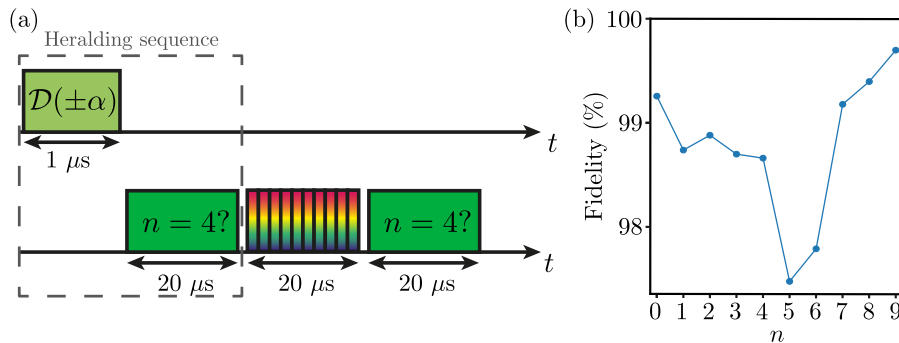 (a)
Heralding sequence
𝒟(±α)
1 μs
t
n = 4?
n = 4?
20 μs
20 μs
20 μs
t
(b)
Fidelity (%)
100
99
98
0 1 2 3 4 5 6 7 8 9
n